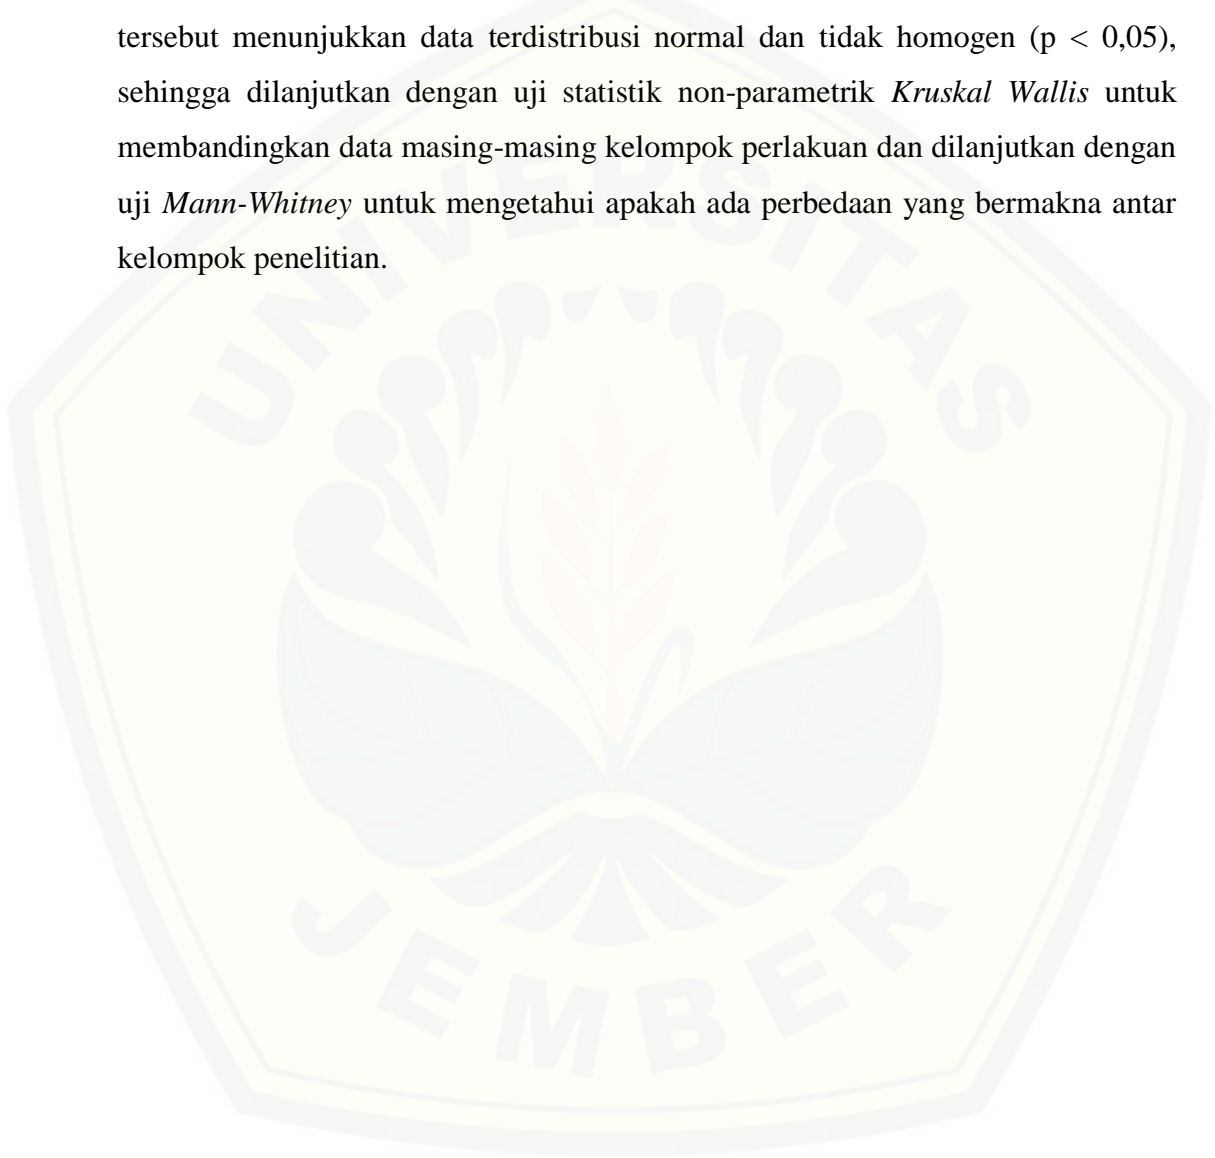 tersebut menunjukkan data terdistribusi normal dan tidak homogen (p < 0,05),
sehingga dilanjutkan dengan uji statistik non-parametrik Kruskal Wallis untuk
membandingkan data masing-masing kelompok perlakuan dan dilanjutkan dengan
uji Mann-Whitney untuk mengetahui apakah ada perbedaan yang bermakna antar
kelompok penelitian.
UNIVERSITAS
JEMBER